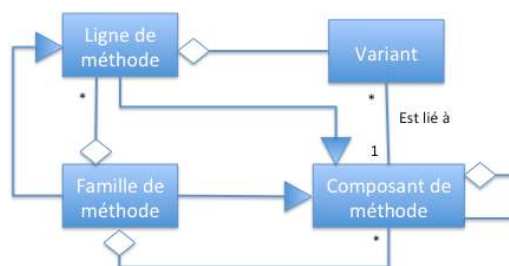 Ligne de
méthode
Variant
*
*
Est lié à
1
Famille de
méthode
Composant de
méthode
*